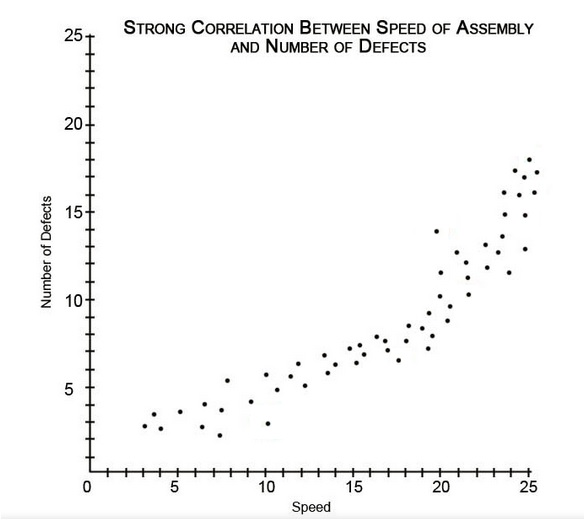 STRONG CORRELATION BETWEEN SPEED OF ASSEMBLY
AND NUMBER OF DEFECTS
25
20
15
10
5
Number of Defects
0 5 10 15 20 25
Speed